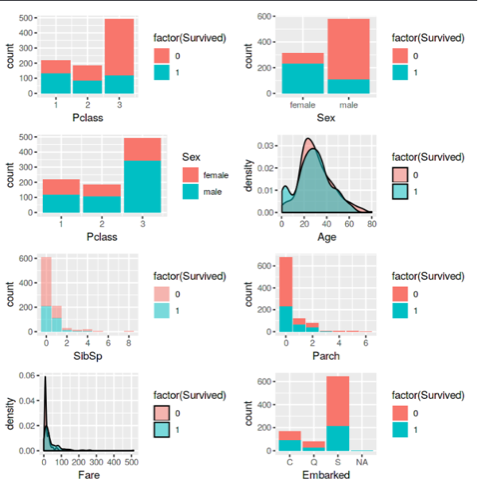 500
400
300
200
100
0
count
1 2 3
Pclass
factor(Survived)
0
1
600
400
200
0
count
female male
Sex
factor(Survived)
0
1
500
400
300
200
100
0
count
1 2 3
Pclass
Sex
female
male
0.03
0.02
0.01
0.00
density
0 20 40 60 80
Age
factor(Survived)
0
1
600
400
200
0
count
0 2 4 6 8
SibSp
factor(Survived)
0
1
600
400
200
0
count
0 2 4 6
Parch
factor(Survived)
0
1
0.06
0.04
0.02
0.00
density
0 100 200 300 400 500
Fare
factor(Survived)
0
1
600
400
200
0
count
C Q S NA
Embarked
factor(Survived)
0
1